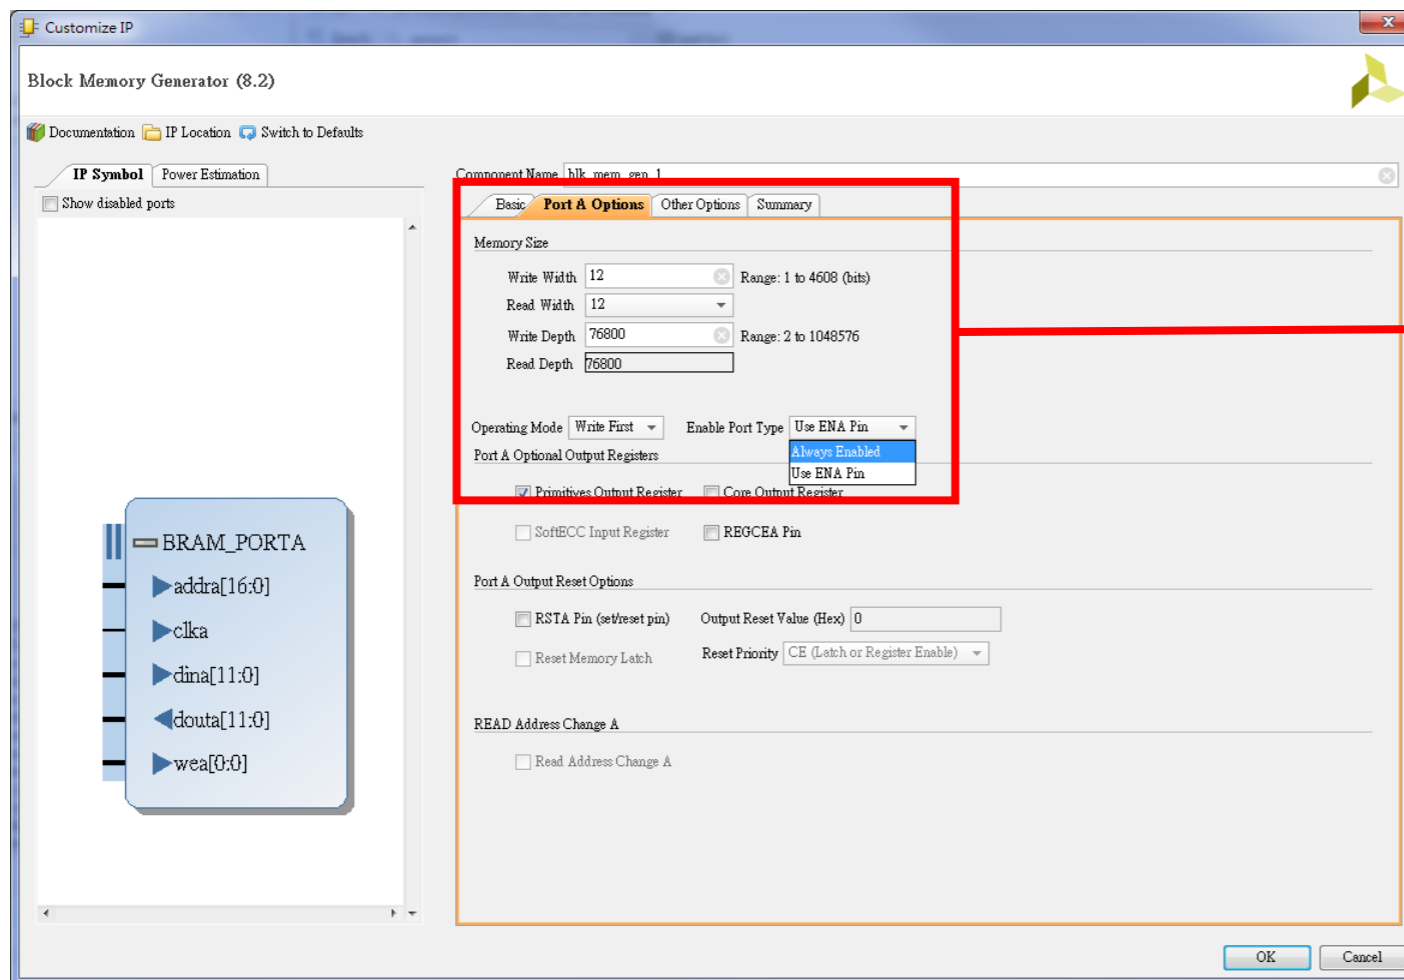 Customize IP
Block Memory Generator (8.2)
Documentation IP Location Switch to Defaults
IP Symbol Power Estimation
Show disabled ports
BRAM_PORTA
addra[16:0]
clka
dina[11:0]
douta[11:0]
wea[0:0]
Component Name blk_mem_gen_1
Basic Port A Options Other Options Summary
Memory Size
Write Width 12 Range: 1 to 4608 (bits)
Read Width 12
Write Depth 76800 Range: 2 to 1048576
Read Depth 76800
Operating Mode Write First Enable Port Type Use ENA Pin
Always Enabled
Use ENA Pin
Port A Optional Output Registers
Primitives Output Register Core Output Register
SoftECC Input Register REGCEA Pin
Port A Output Reset Options
RSTA Pin (set/reset pin) Output Reset Value (Hex) 0
Reset Memory Latch Reset Priority CE (Latch or Register Enable)
READ Address Change A
Read Address Change A
OK Cancel